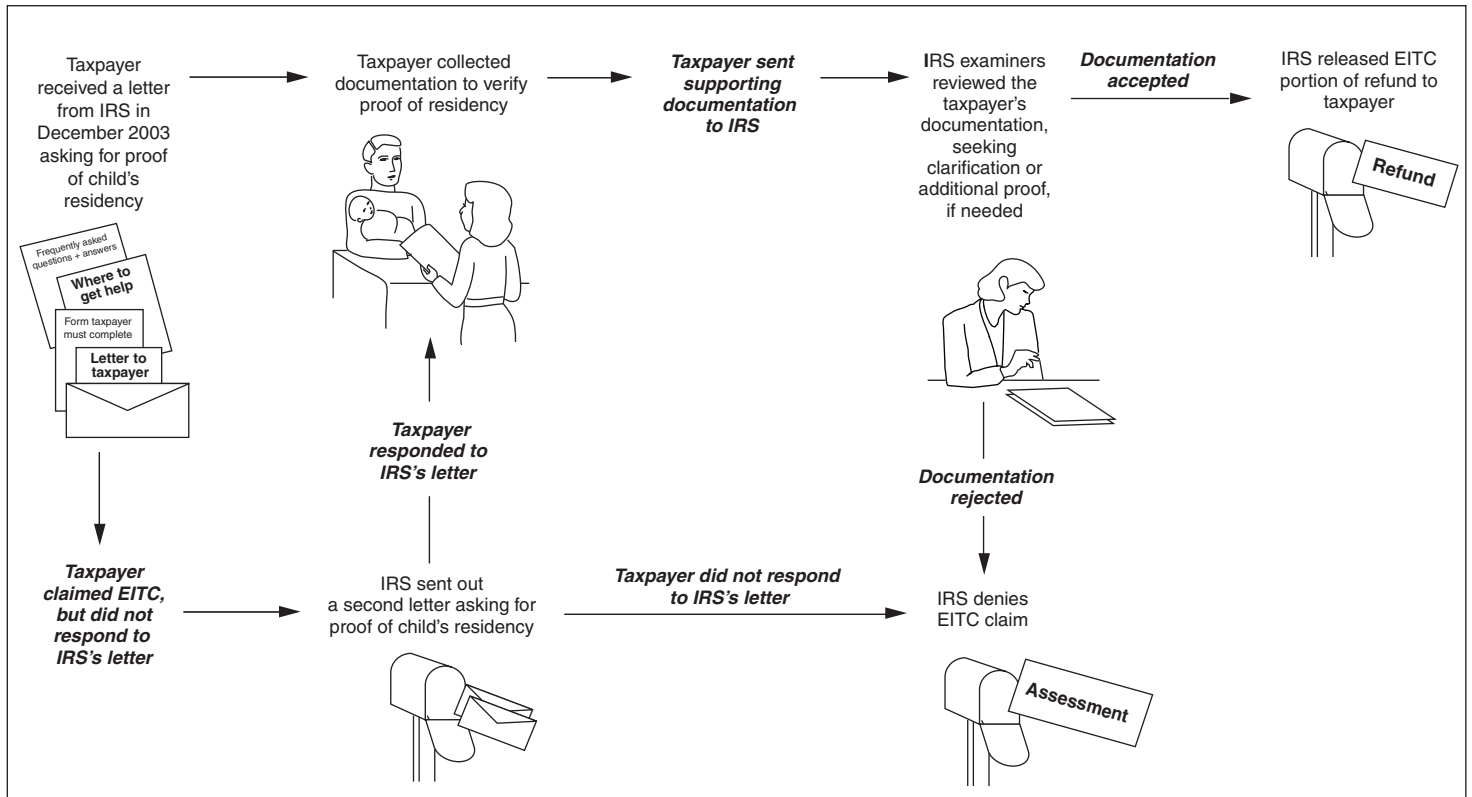 Taxpayer
received a letter
from IRS in
December 2003
asking for proof
of child's
residency
Frequently asked
questions + answers
Where to
get help
Form taxpayer
must complete
Letter to
taxpayer
Taxpayer collected
documentation to verify
proof of residency
Taxpayer sent
supporting
documentation
to IRS
IRS examiners
reviewed the
taxpayer's
documentation,
seeking
clarification or
additional proof,
if needed
Documentation
accepted
IRS released EITC
portion of refund to
taxpayer
Refund
Taxpayer
responded to
IRS's letter
Documentation
rejected
Taxpayer
claimed EITC,
but did not
respond to
IRS's letter
IRS sent out
a second letter asking for
proof of child's residency
Taxpayer did not respond
to IRS's letter
IRS denies
EITC claim
Assessment